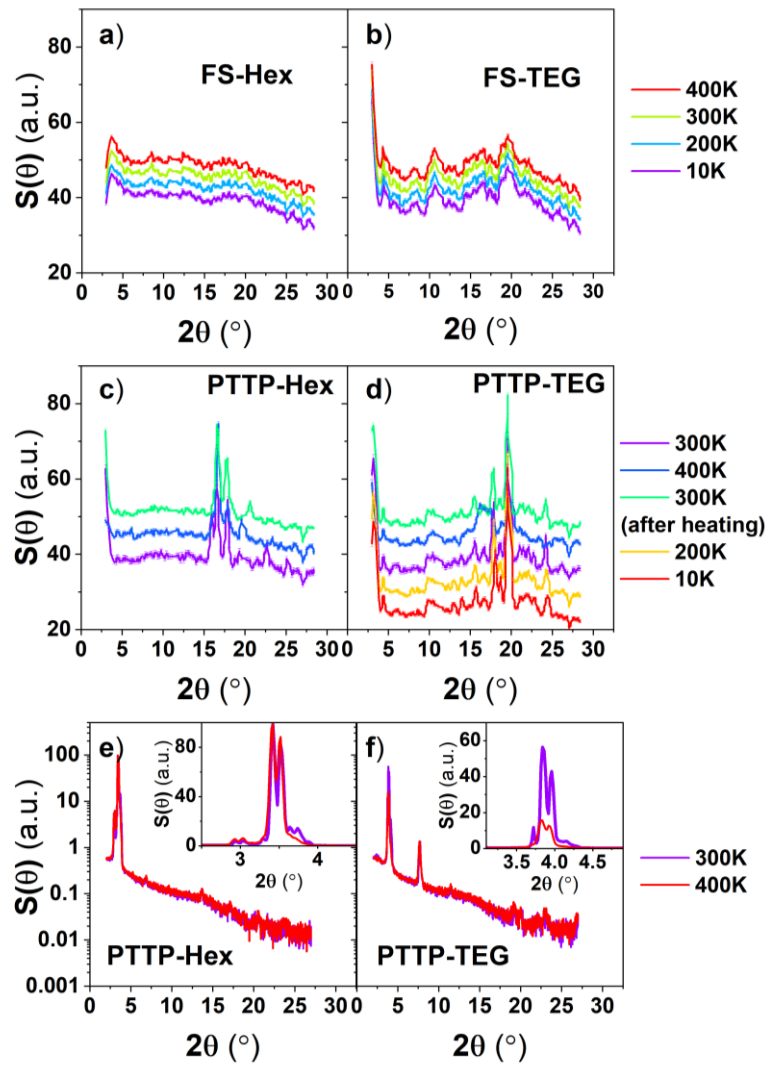 a)
FS-Hex
b)
FS-TEG
S(θ) (a.u.)
80
60
40
20
0 5 10 15 20 25 30
0 5 10 15 20 25 30
2θ (°)
2θ (°)
400K
300K
200K
10K
c)
PTTP-Hex
d)
PTTP-TEG
S(θ) (a.u.)
80
60
40
20
0 5 10 15 20 25 30
0 5 10 15 20 25 30
2θ (°)
2θ (°)
300K
400K
300K
(after heating)
200K
10K
e)
S(θ) (a.u.)
80
40
0
3 4
2θ (°)
f)
S(θ) (a.u.)
60
40
20
0
3.5 4.0 4.5
2θ (°)
S(θ) (a.u.)
100
10
1
0.1
0.01
0.001
PTTP-Hex
PTTP-TEG
0 5 10 15 20 25 30
0 5 10 15 20 25 30
2θ (°)
2θ (°)
300K
400K